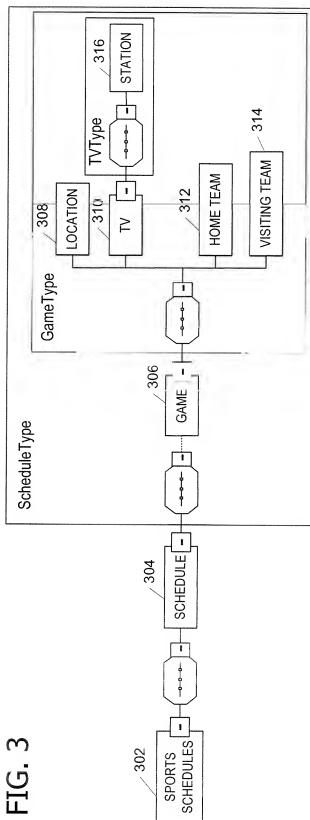 FIG. 3
302
SPORTS
SCHEDULES
304
SCHEDULE
ScheduleType
306
GAME
GameType
308
LOCATION
310
TV
312
HOME TEAM
314
VISITING TEAM
TVType
316
STATION